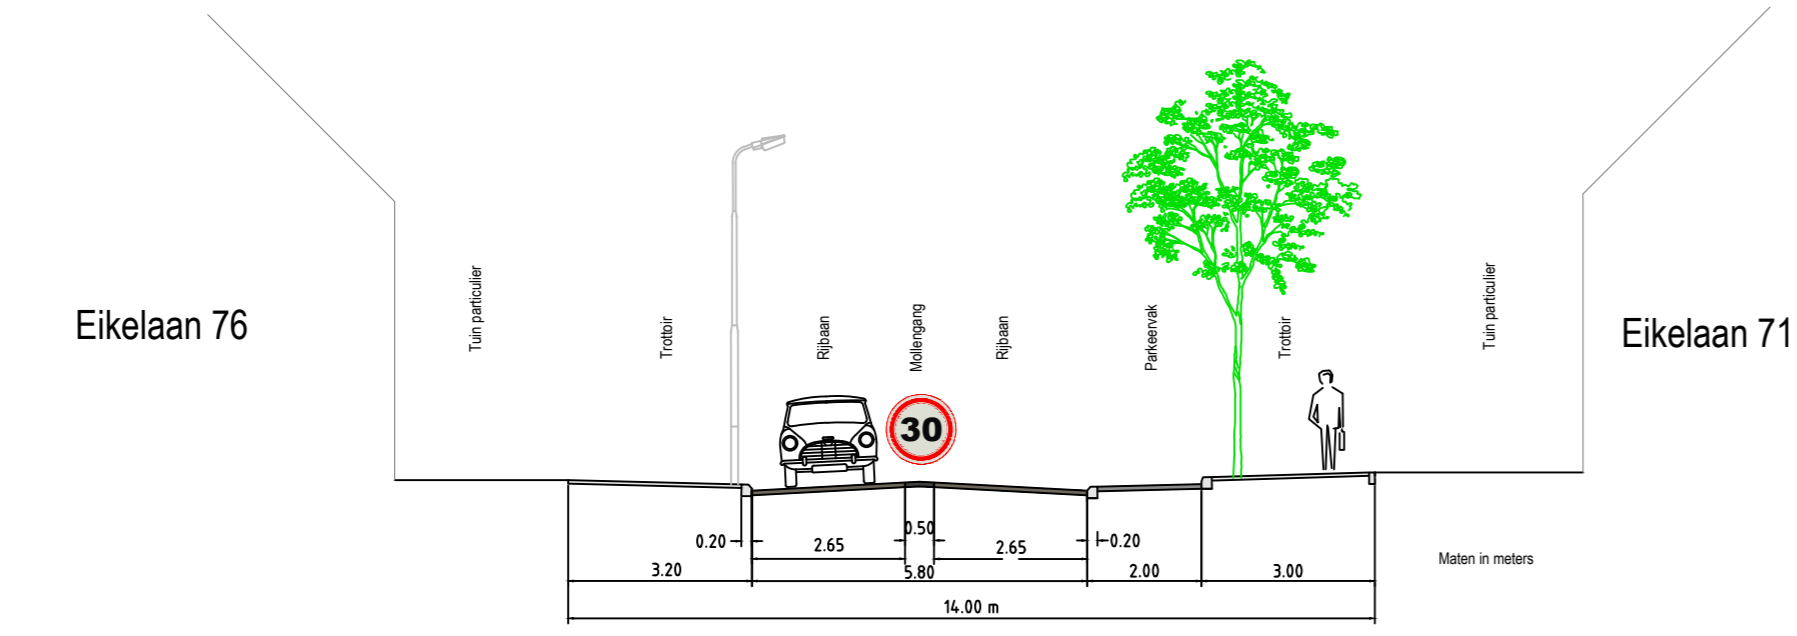 Eikelaan 76
Tuin particulier
Trottoir
Rijbaan
Mollengang
Rijbaan
Parkeervak
Trottoir
Tuin particulier
Eikelaan 71
30
0.20
2.65
0.50
2.65
0.20
3.20
5.80
2.00
3.00
14.00 m
Maten in meters